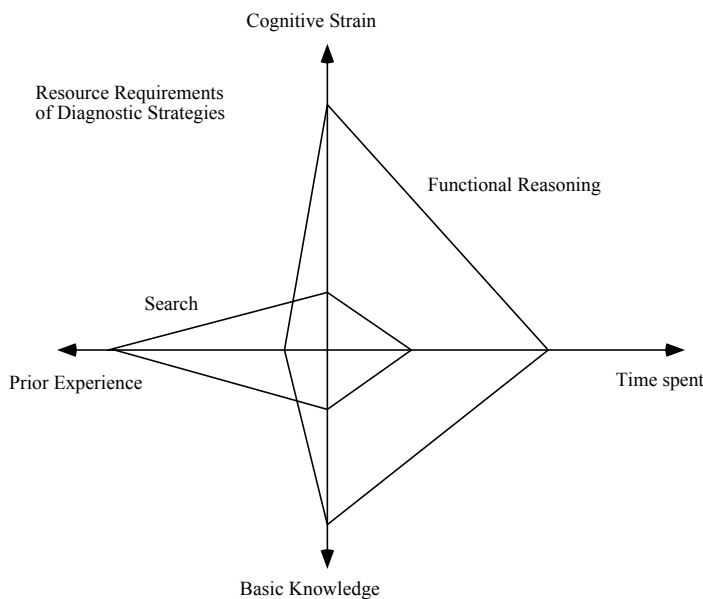 Cognitive Strain
Resource Requirements
of Diagnostic Strategies
Functional Reasoning
Search
Prior Experience
Time spent
Basic Knowledge